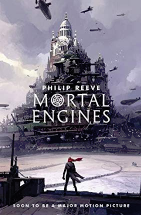 PHILIP REEVE
MORTAL
ENGINES
SOON TO BE A MAJOR MOTION PICTURE